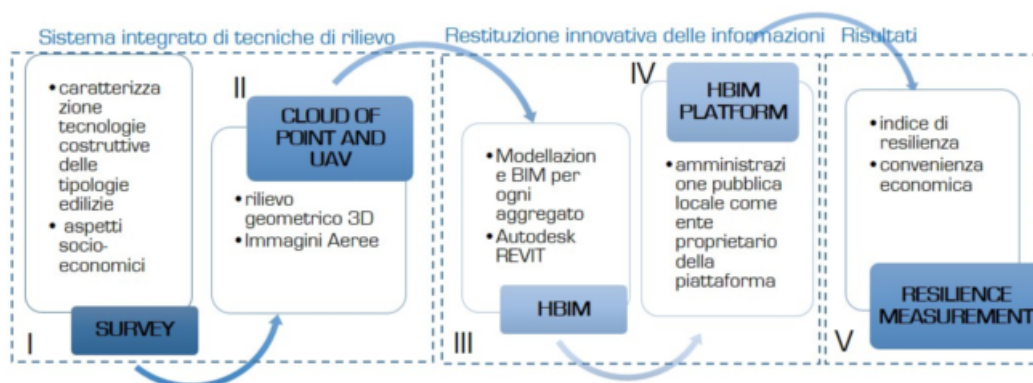 Sistema integrato di tecniche di rilievo
I
•caratterizza
zione
tecnologie
costruttive
delle
tipologie
edilizie
• aspetti
socio-
economici
SURVEY
II
CLOUD OF
POINT AND
UAV
•rilievo
geometrico 3D
•Immagini Aeree
Restituzione innovativa delle informazioni
III
•Modellazion
e BIM per
ogni
aggregato
•Autodesk
REVIT
HBIM
IV
HBIM
PLATFORM
•amministrazi
one pubblica
locale come
ente
proprietario
della
piattaforma
Risultati
•indice di
resilienza
•convenienza
economica
V
RESILIENCE
MEASUREMENT